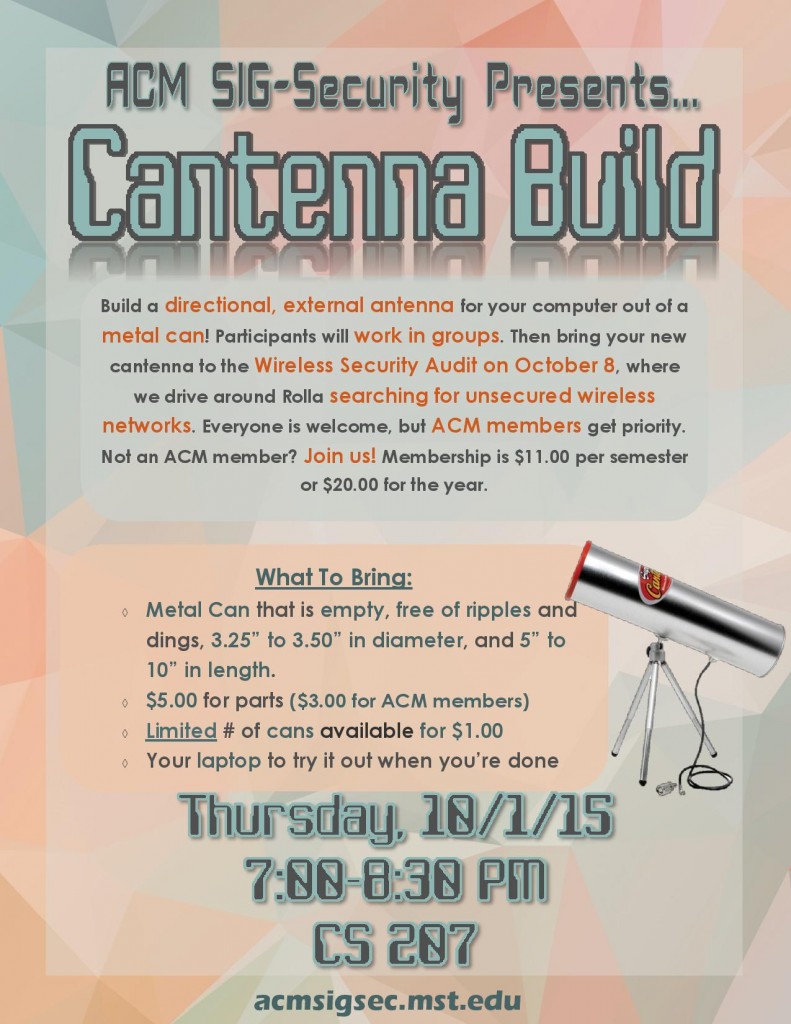 ACM SIG-Security Presents...
Cantenna Build
Build a directional, external antenna for your computer out of a
metal can! Participants will work in groups. Then bring your new
cantenna to the Wireless Security Audit on October 8, where
we drive around Rolla searching for unsecured wireless
networks. Everyone is welcome, but ACM members get priority.
Not an ACM member? Join us! Membership is $11.00 per semester
or $20.00 for the year.
What To Bring:
◊ Metal Can that is empty, free of ripples and
dings, 3.25” to 3.50” in diameter, and 5” to
10” in length.
◊ $5.00 for parts ($3.00 for ACM members)
◊ Limited # of cans available for $1.00
◊ Your laptop to try it out when you’re done
Thursday, 10/1/15
7:00-8:30 PM
CS 207
acmsigsec.mst.edu